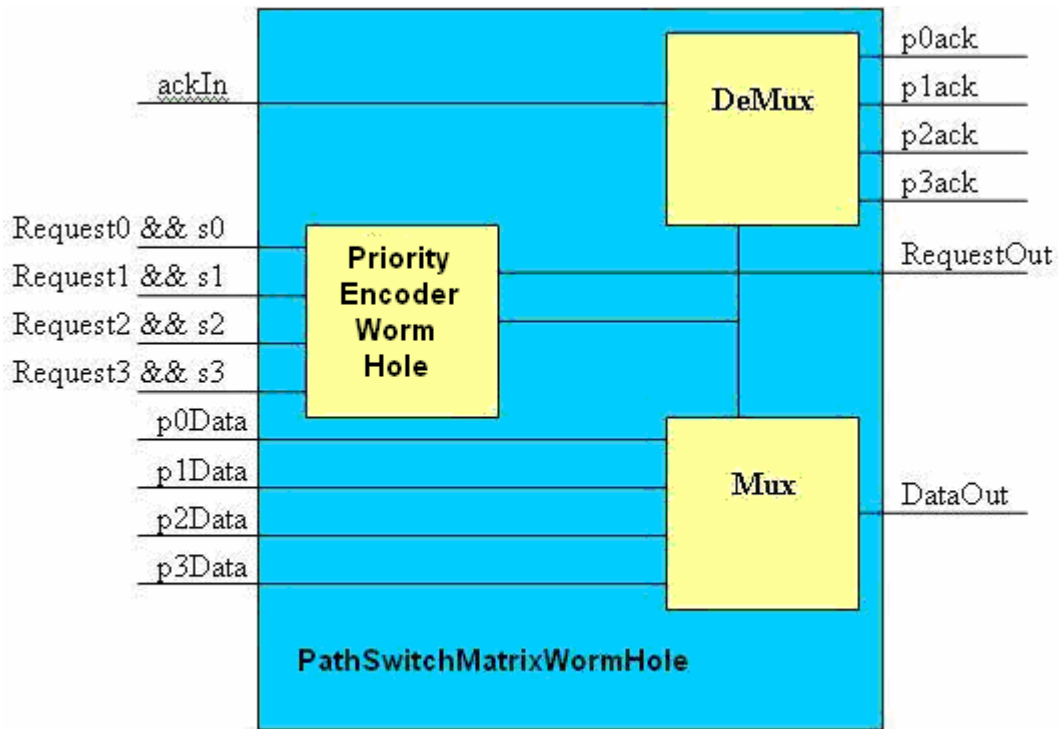 p0ack
ackIn
DeMux
p1ack
p2ack
p3ack
Request0 && s0
Request1 && s1
Request2 && s2
Request3 && s3
Priority
Encoder
Worm
Hole
RequestOut
p0Data
p1Data
p2Data
p3Data
Mux
DataOut
PathSwitchMatrixWormHole